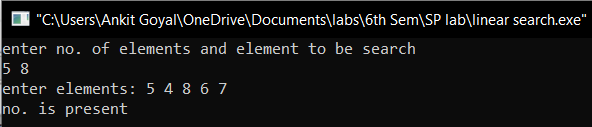 "C:\Users\Ankit Goyal\OneDrive\Documents\labs\6th Sem\SP lab\linear search.exe"
enter no. of elements and element to be search
5 8
enter elements: 5 4 8 6 7
no. is present